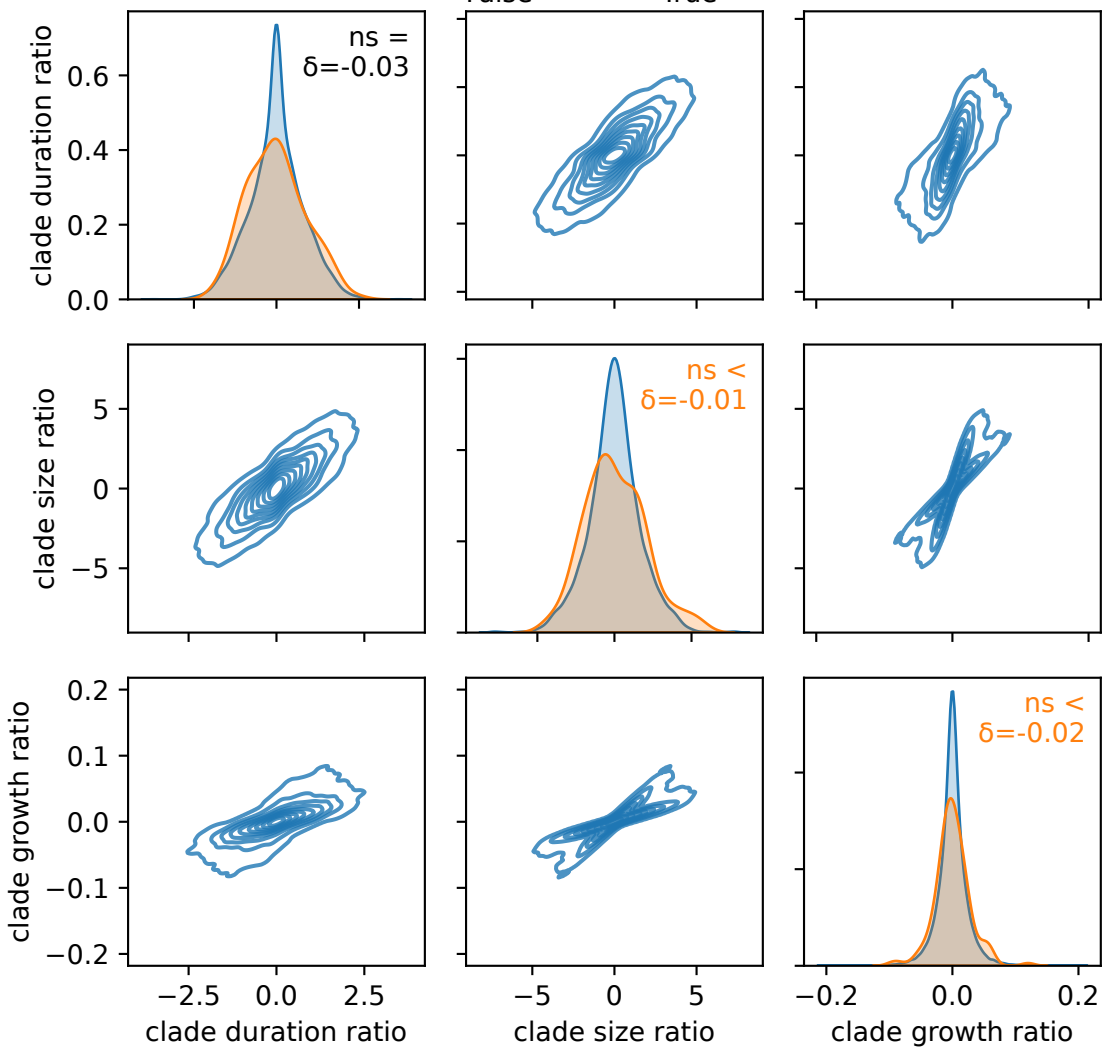 ns =
δ=-0.03
clade duration ratio
0.6
0.4
0.2
0.0
ns <
δ=-0.01
clade size ratio
5
0
−5
ns <
δ=-0.02
clade growth ratio
0.2
0.1
0.0
−0.1
−0.2
−2.5 0.0 2.5
−5 0 5
−0.2 0.0 0.2
clade duration ratio
clade size ratio
clade growth ratio